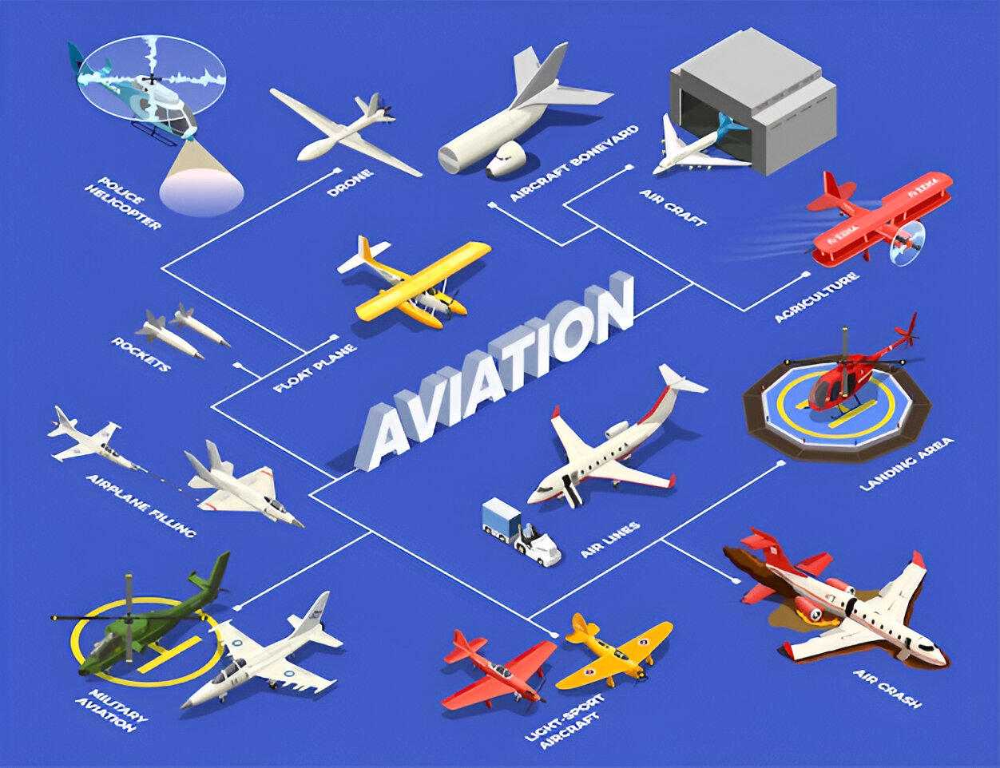 POLICE
HELICOPTER
DRONE
AIRCRAFT BONEYARD
AIR CRAFT
AGRICULTURE
ROCKETS
FLOAT PLANE
AVIATION
LANDING AREA
AIRPLANE FILLING
AIR LINES
MILITARY
AVIATION
LIGHT-SPORT
AIRCRAFT
AIR CRASH